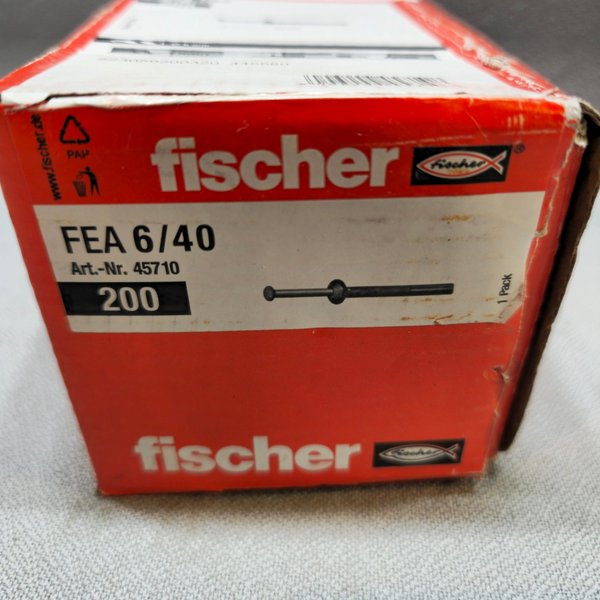 www.fischer.de
PAP
fischer
fischer
®
FEA 6/40
Art.-Nr. 45710
200
1 Pack
fischer
fischer